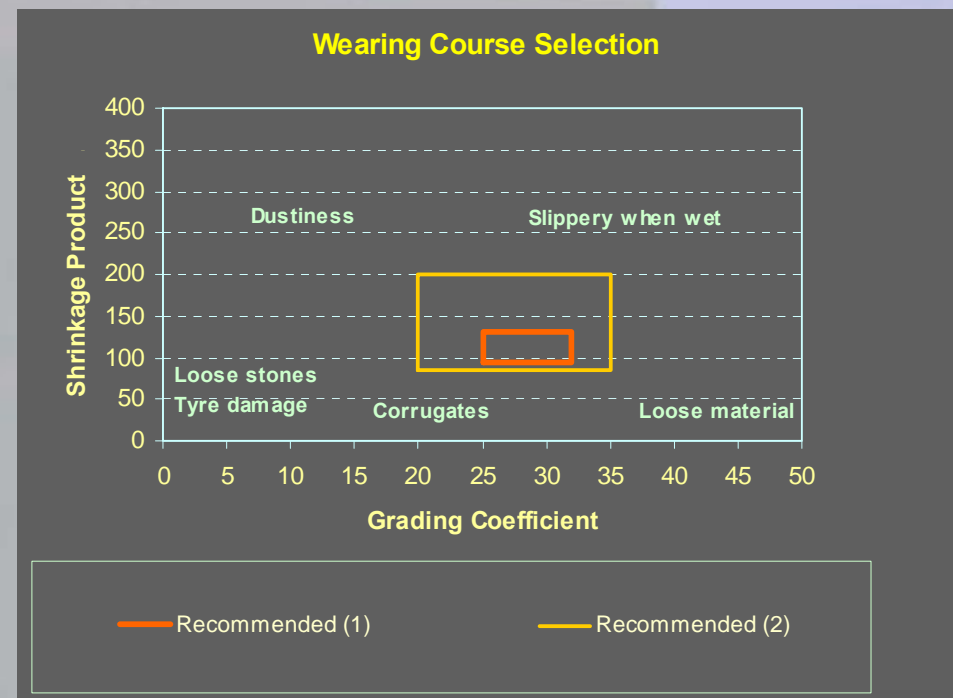 Wearing Course Selection
400
350
300
250
200
150
100
50
0
Shrinkage Product
Dustiness
Slippery when wet
Loose stones
Tyre damage
Corrugates
Loose material
0 5 10 15 20 25 30 35 40 45 50
Grading Coefficient
Recommended (1)
Recommended (2)